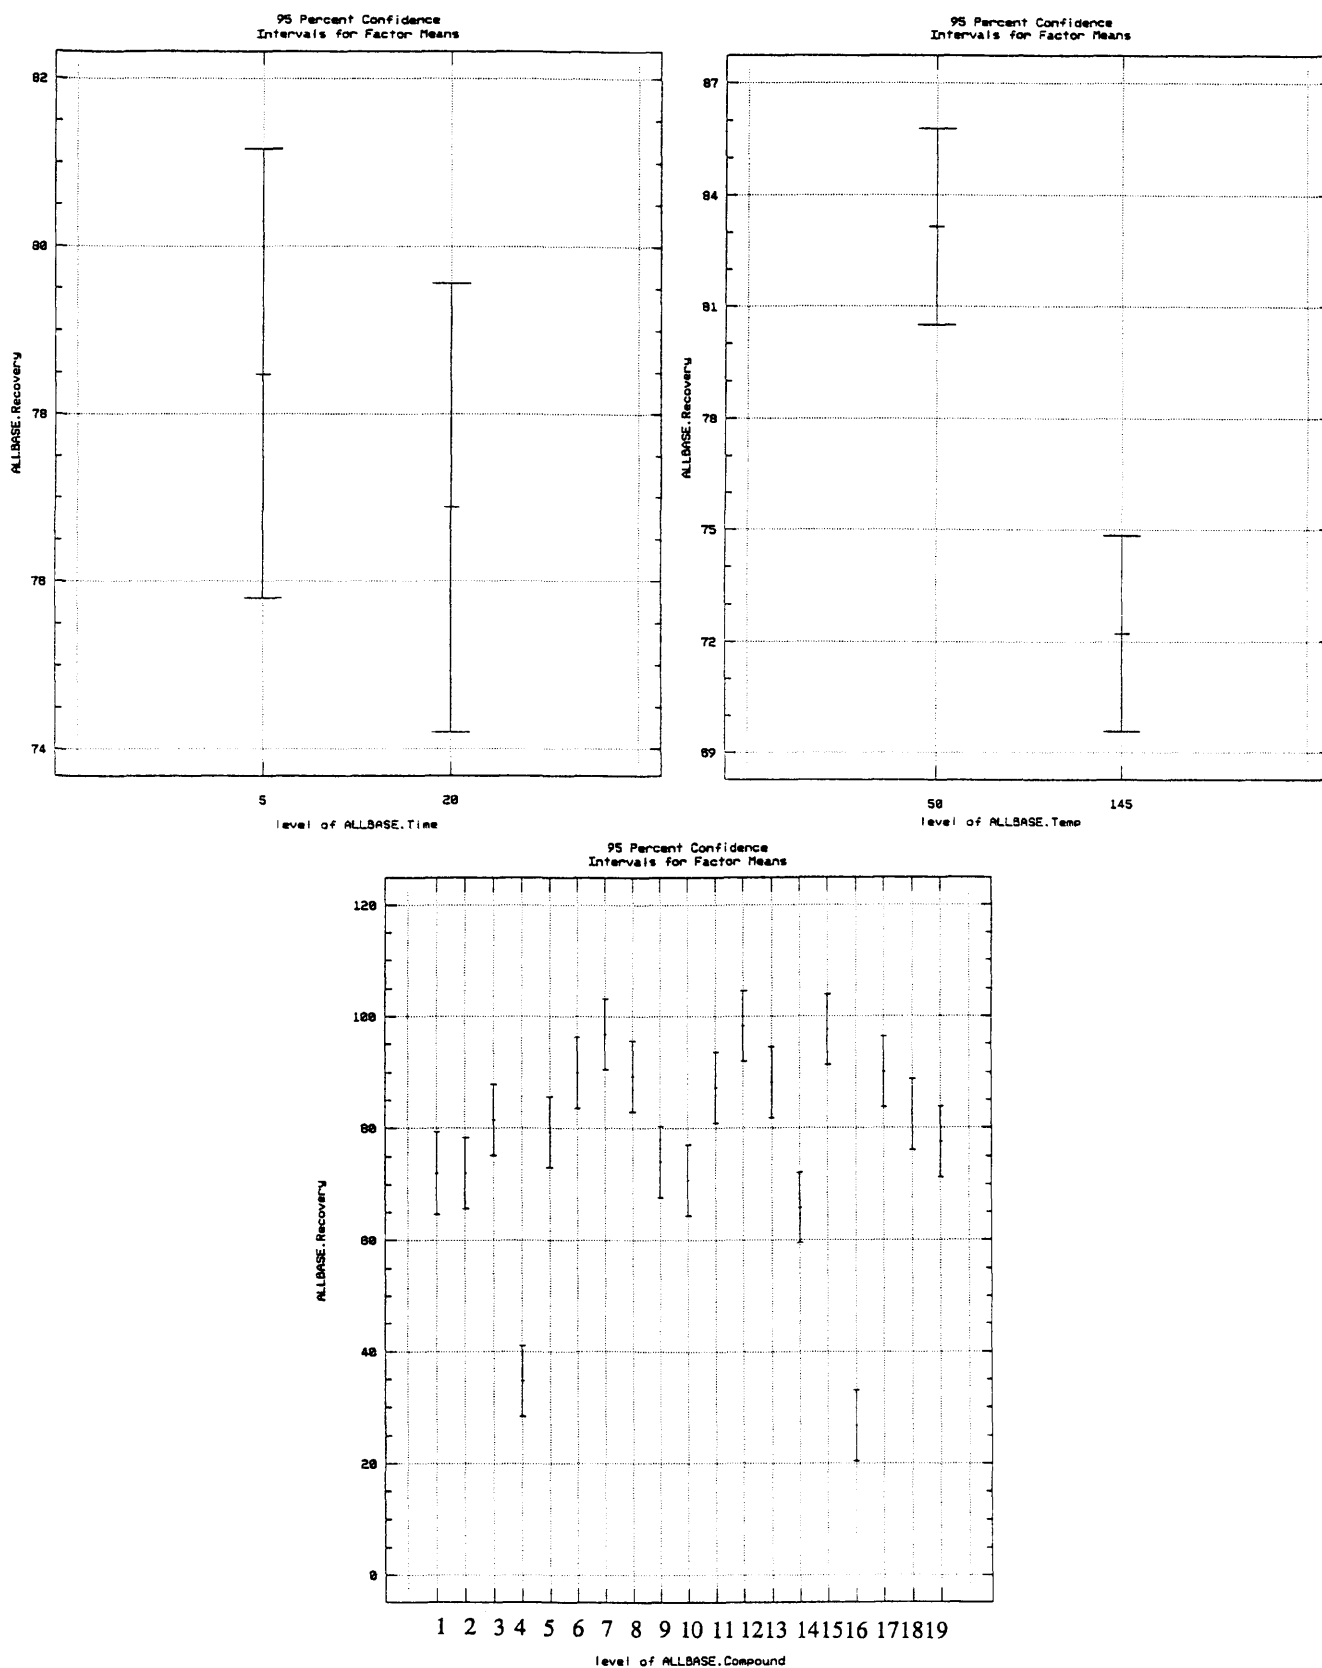 95 Percent Confidence
Intervals for Factor Means
82
80
78
78
74
ALLBASE.Recovery
5 20
level of ALLBASE.Time
95 Percent Confidence
Intervals for Factor Means
87
84
81
78
75
72
69
ALLBASE.Recovery
50 145
level of ALLBASE.Temp
95 Percent Confidence
Intervals for Factor Means
120
100
80
60
40
20
0
ALLBASE.Recovery
1 2 3 4 5 6 7 8 9 10 11 12 13 14 15 16 17 18 19
level of ALLBASE.Compound